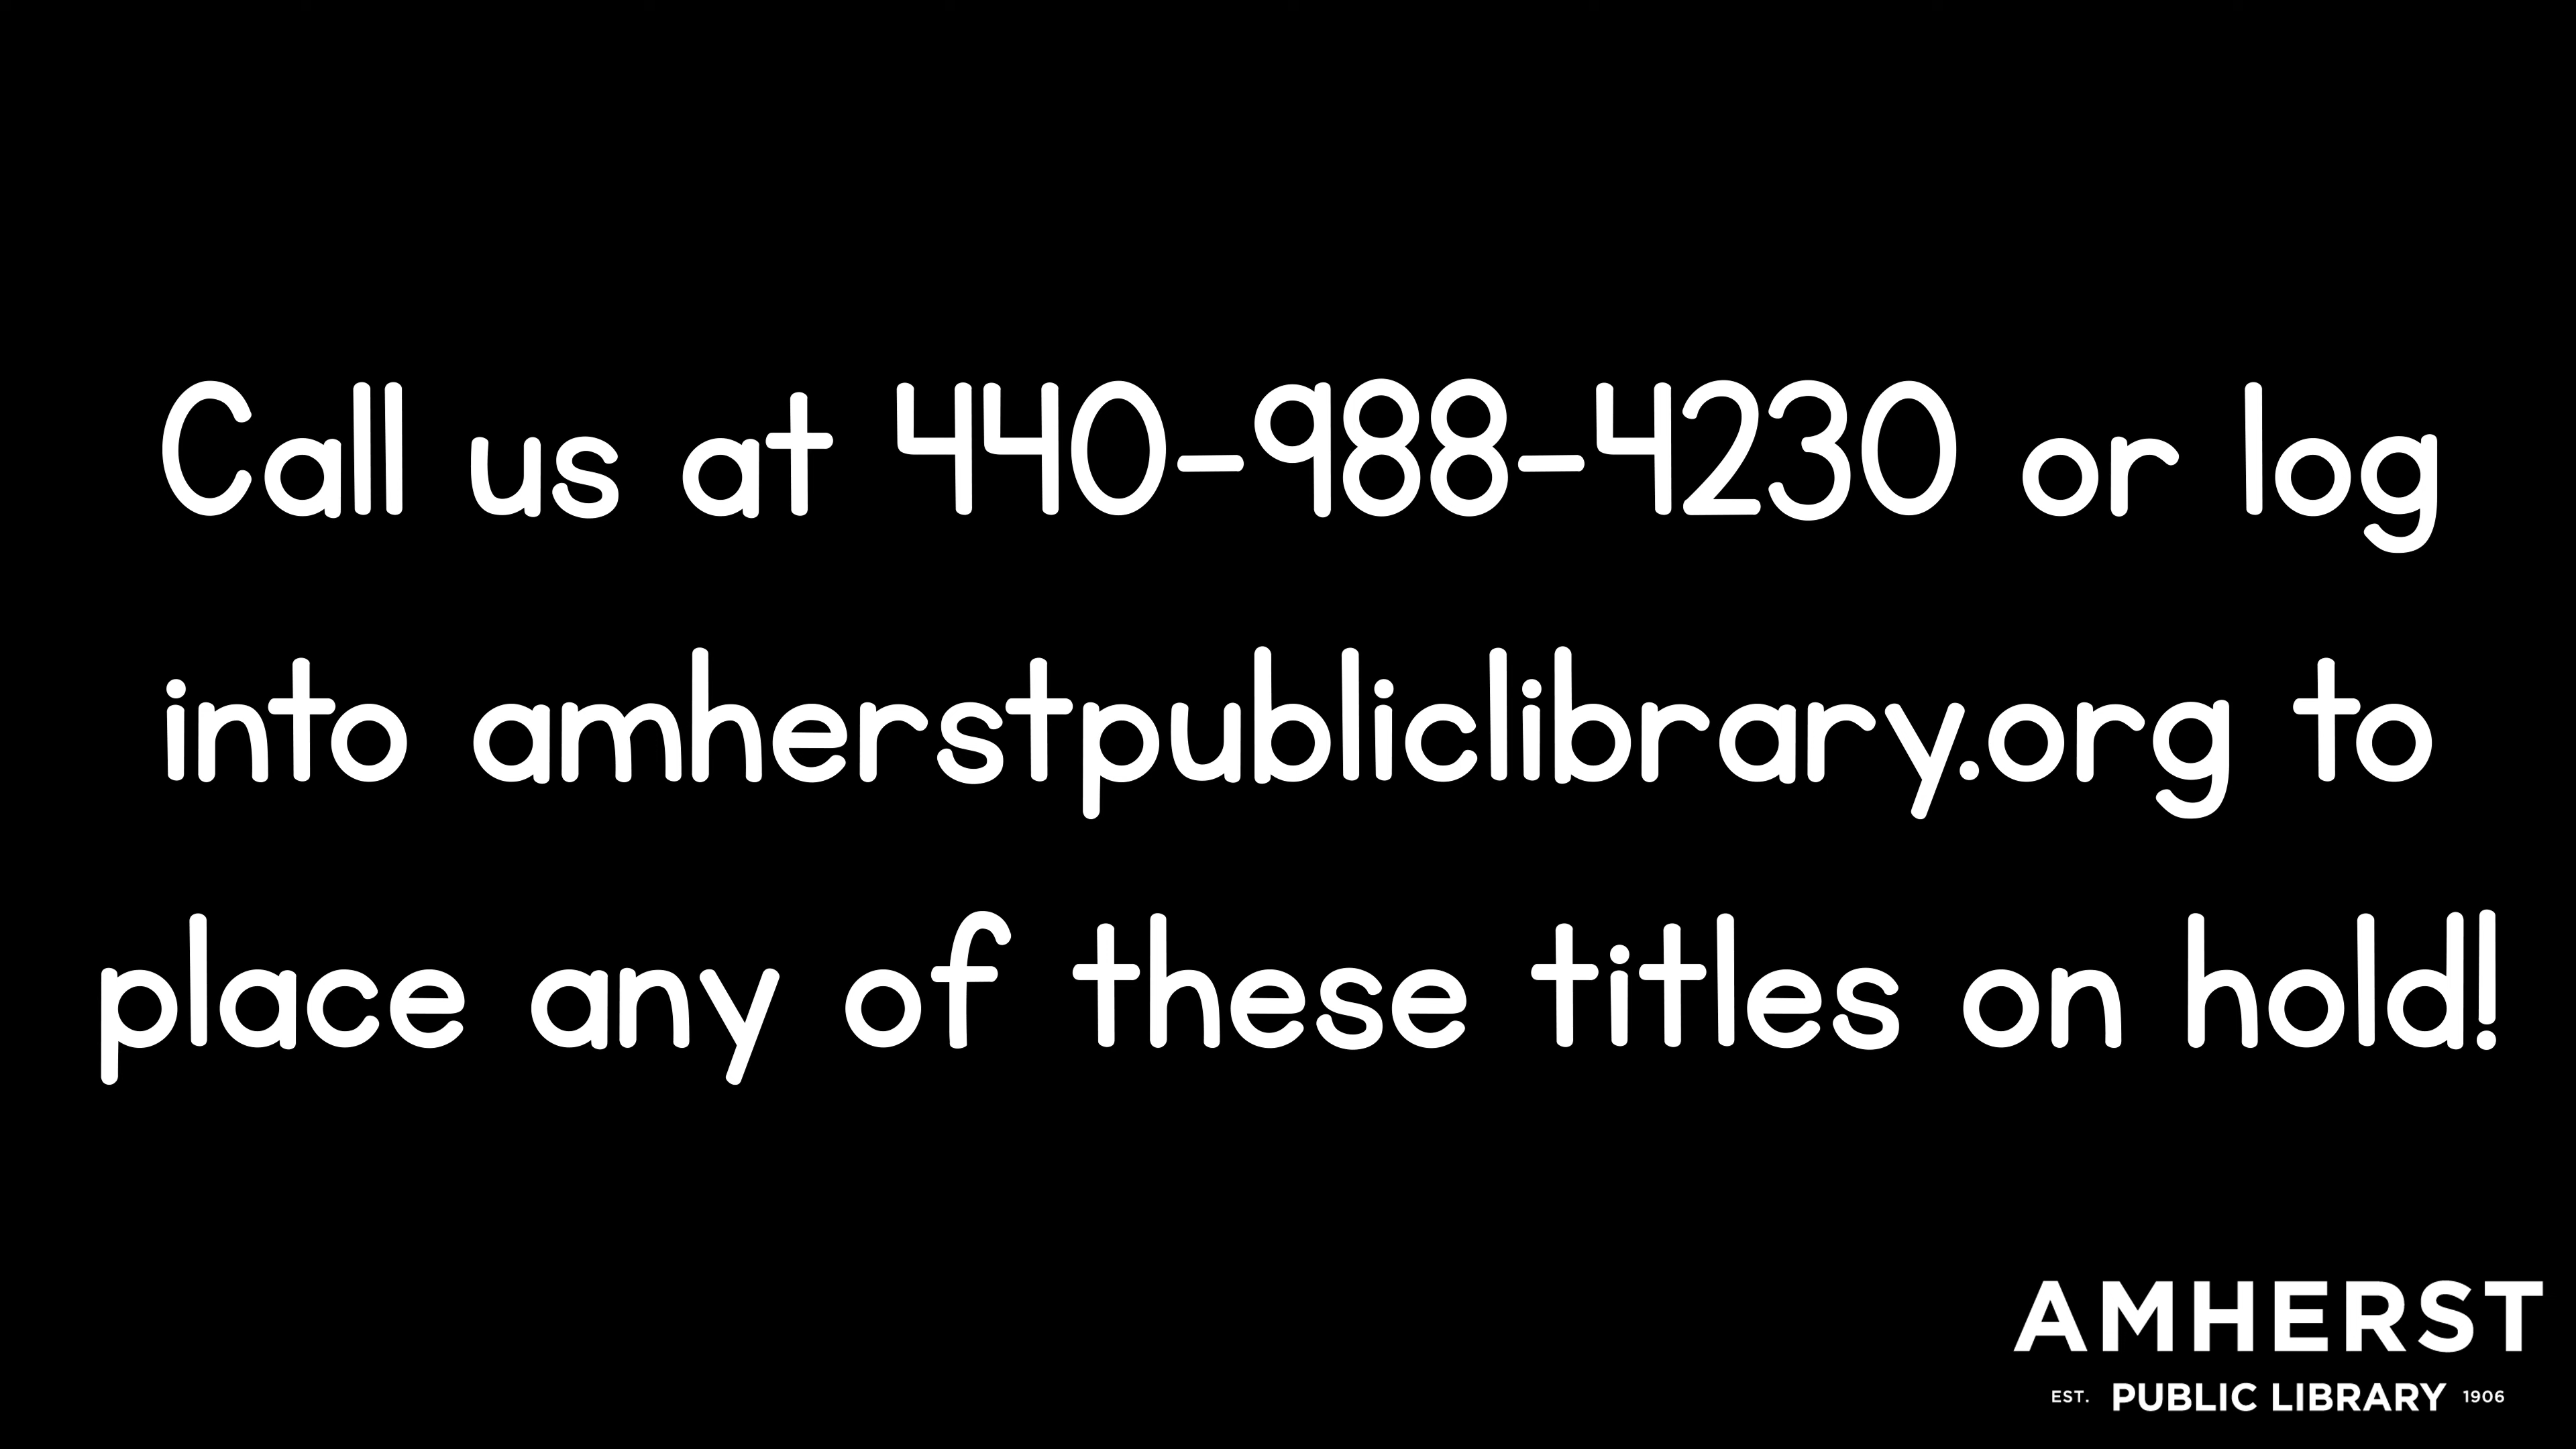 Call us at 440-988-4230 or log
into amherstpubliclibrary.org to
place any of these titles on hold!
AMHERST
EST. PUBLIC LIBRARY 1906